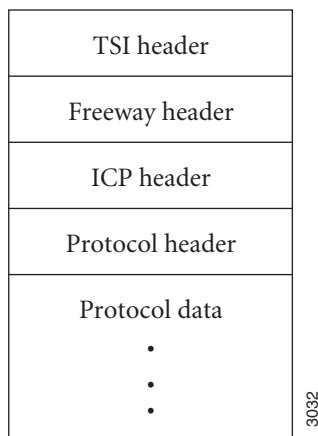 TSI header
Freeway header
ICP header
Protocol header
Protocol data
3032